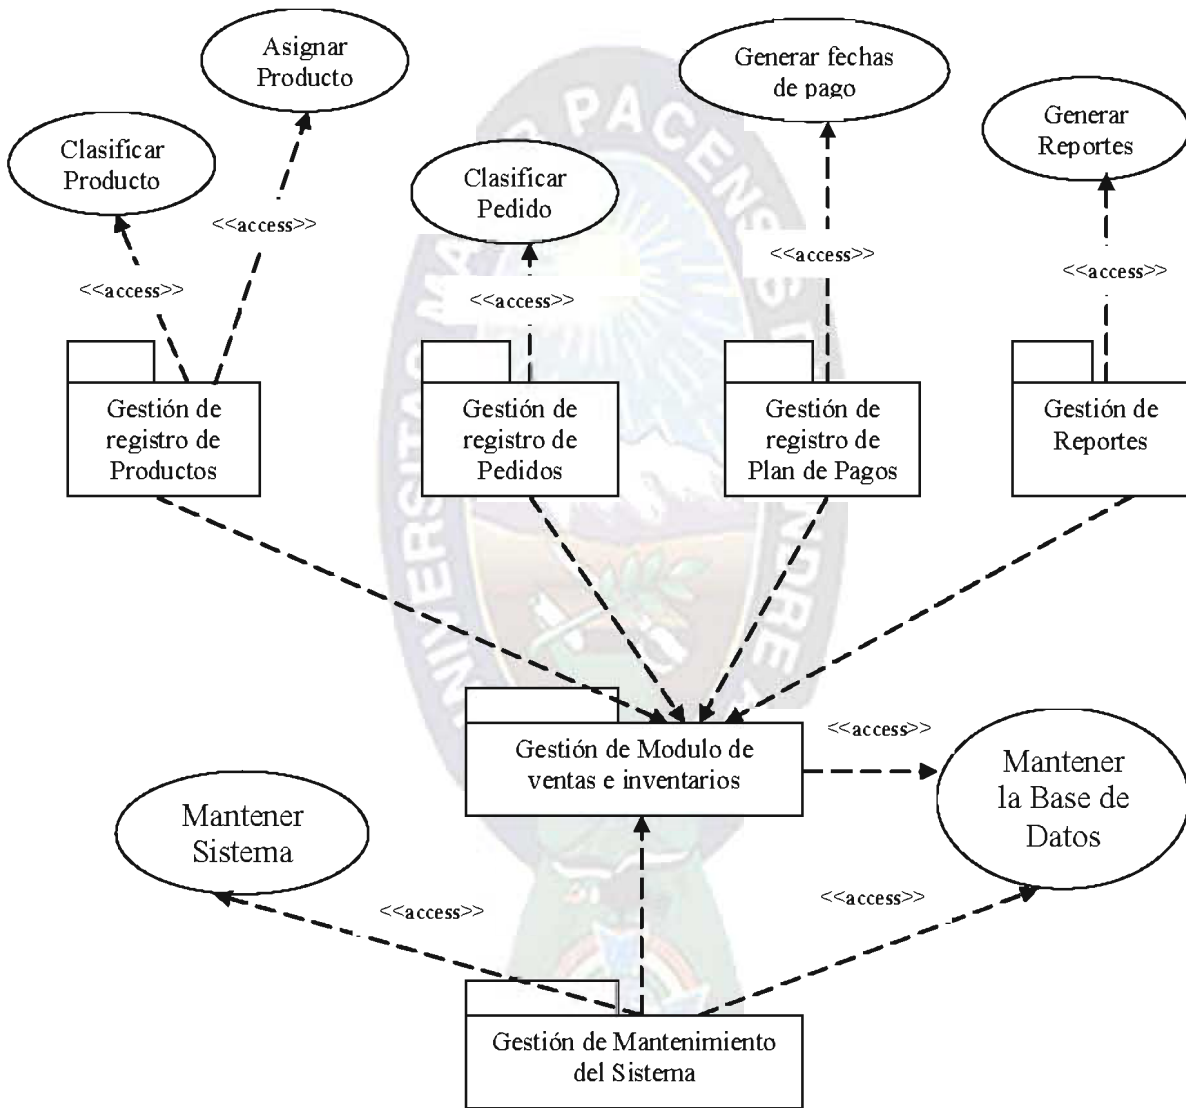 Asignar
Producto
Generar fechas
de pago
Generar
Reportes
Clasificar
Producto
Clasificar
Pedido
<<access>>
<<access>>
<<access>>
<<access>>
<<access>>
Gestión de
registro de
Productos
Gestión de
registro de
Pedidos
Gestión de
registro de
Plan de Pagos
Gestión de
Reportes
Gestión de Modulo de
ventas e inventarios
<<access>>
Mantener
la Base de
Datos
Mantener
Sistema
<<access>>
<<access>>
Gestión de Mantenimiento
del Sistema
PACENS